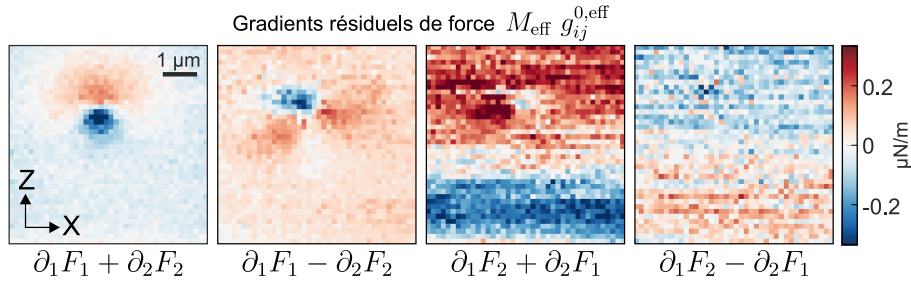 Gradients résiduels de force $M_{\text{eff}}\ g_{ij}^{0,\text{eff}}$
1 µm
Z
X
0.2
0
-0.2
µN/m
$\partial_1 F_1 + \partial_2 F_2$
$\partial_1 F_1 - \partial_2 F_2$
$\partial_1 F_2 + \partial_2 F_1$
$\partial_1 F_2 - \partial_2 F_1$